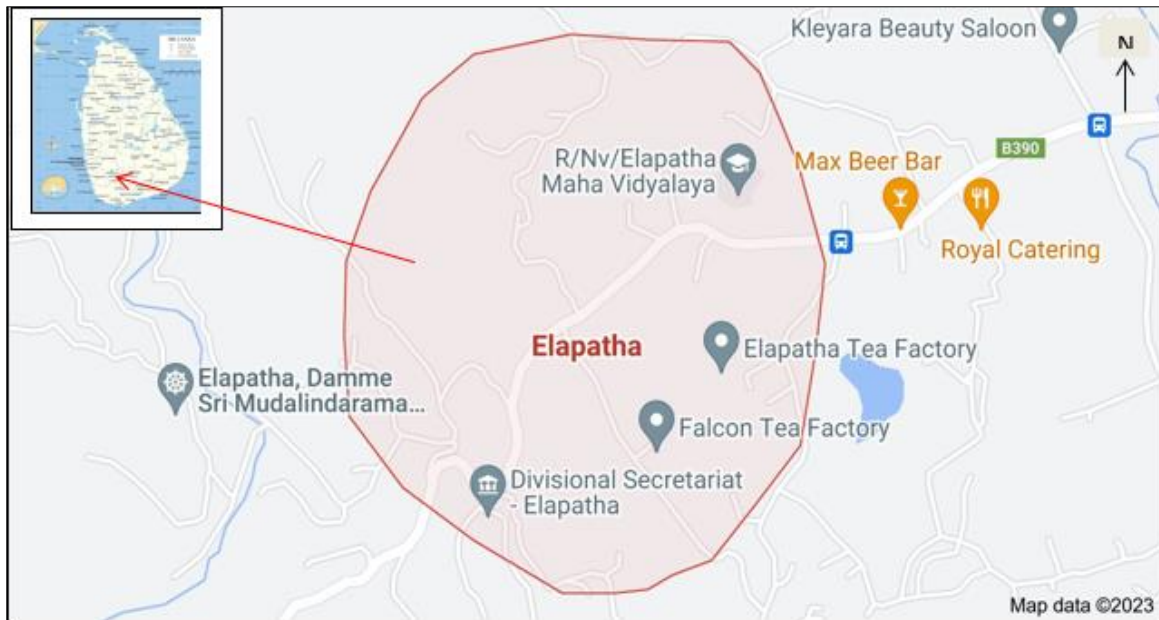 Kleyara Beauty Saloon
N
B390
R/Nv/Elapatha
Maha Vidyalaya
Max Beer Bar
Royal Catering
Elapatha
Elapatha Tea Factory
Elapatha, Damme
Sri Mudalindarama...
Falcon Tea Factory
Divisional Secretariat
- Elapatha
Map data ©2023